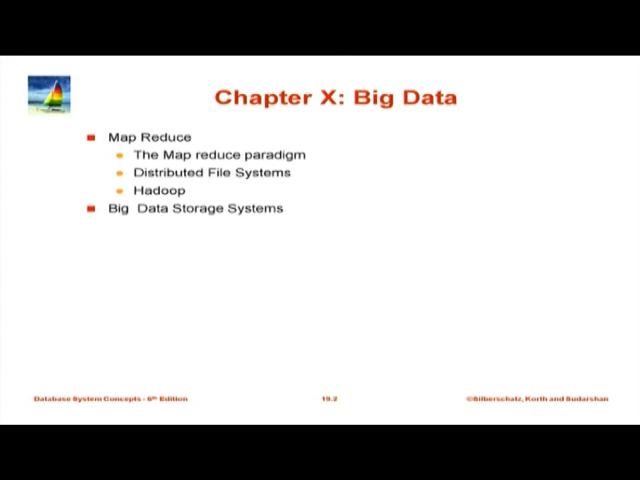 Chapter X: Big Data
Map Reduce
The Map reduce paradigm
Distributed File Systems
Hadoop
Big Data Storage Systems
Database System Concepts - 6th Edition
19.2
©Silberschatz, Korth and Sudarshan